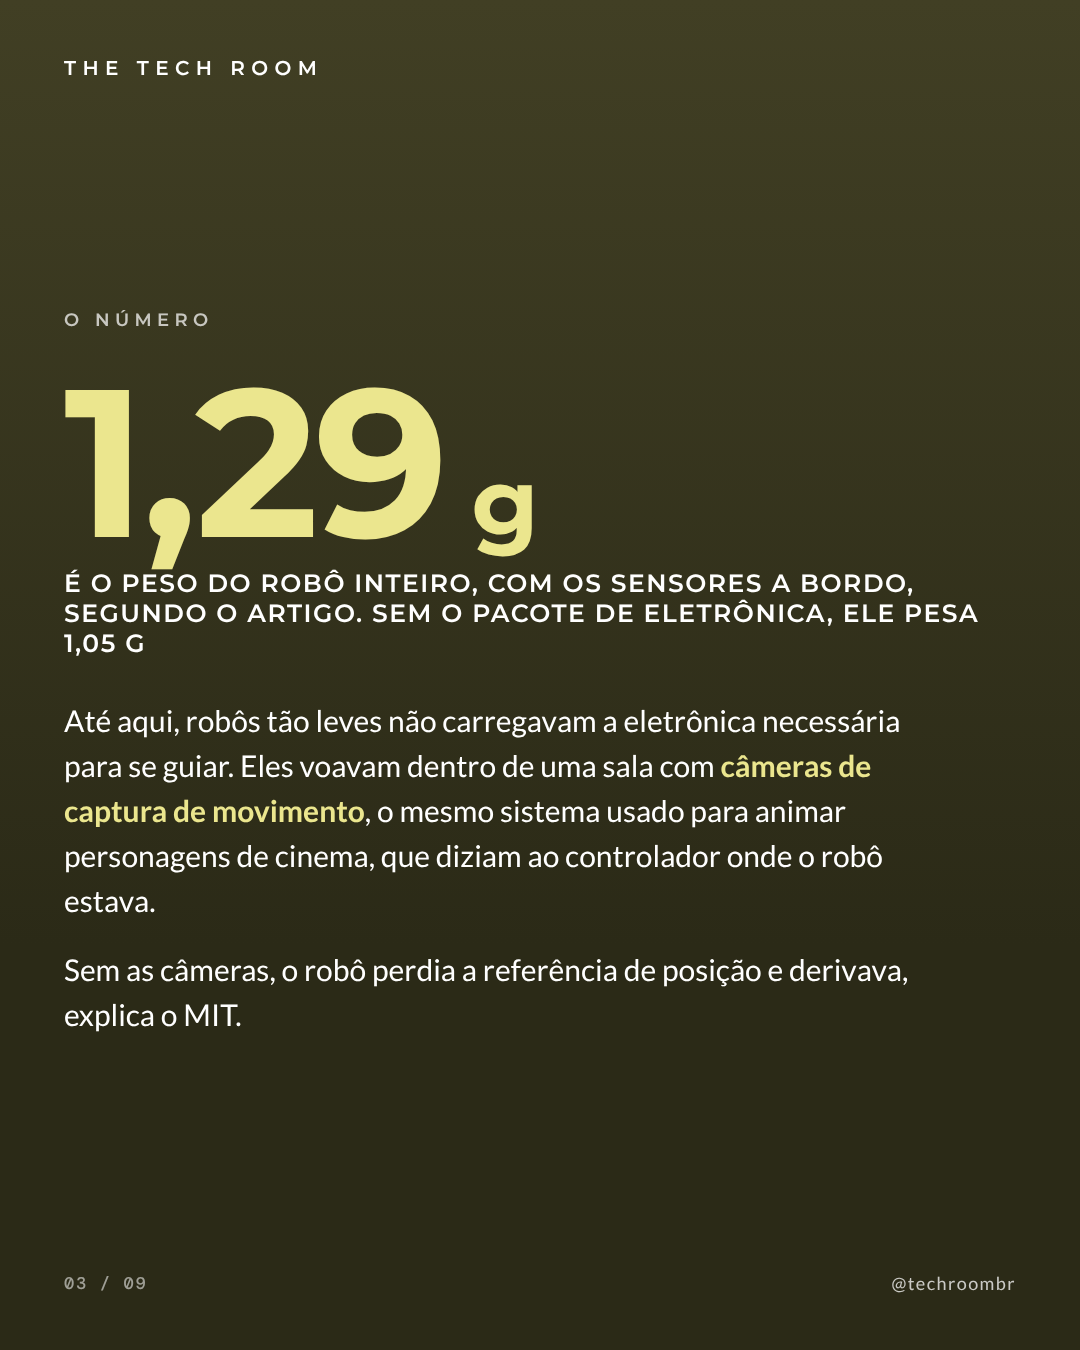 THE TECH ROOM
O NÚMERO
1,29 g
É O PESO DO ROBÔ INTEIRO, COM OS SENSORES A BORDO,
SEGUNDO O ARTIGO. SEM O PACOTE DE ELETRÔNICA, ELE PESA
1,05 G
Até aqui, robôs tão leves não carregavam a eletrônica necessária
para se guiar. Eles voavam dentro de uma sala com câmeras de
captura de movimento, o mesmo sistema usado para animar
personagens de cinema, que diziam ao controlador onde o robô
estava.
Sem as câmeras, o robô perdia a referência de posição e derivava,
explica o MIT.
03 / 09
@techroombr